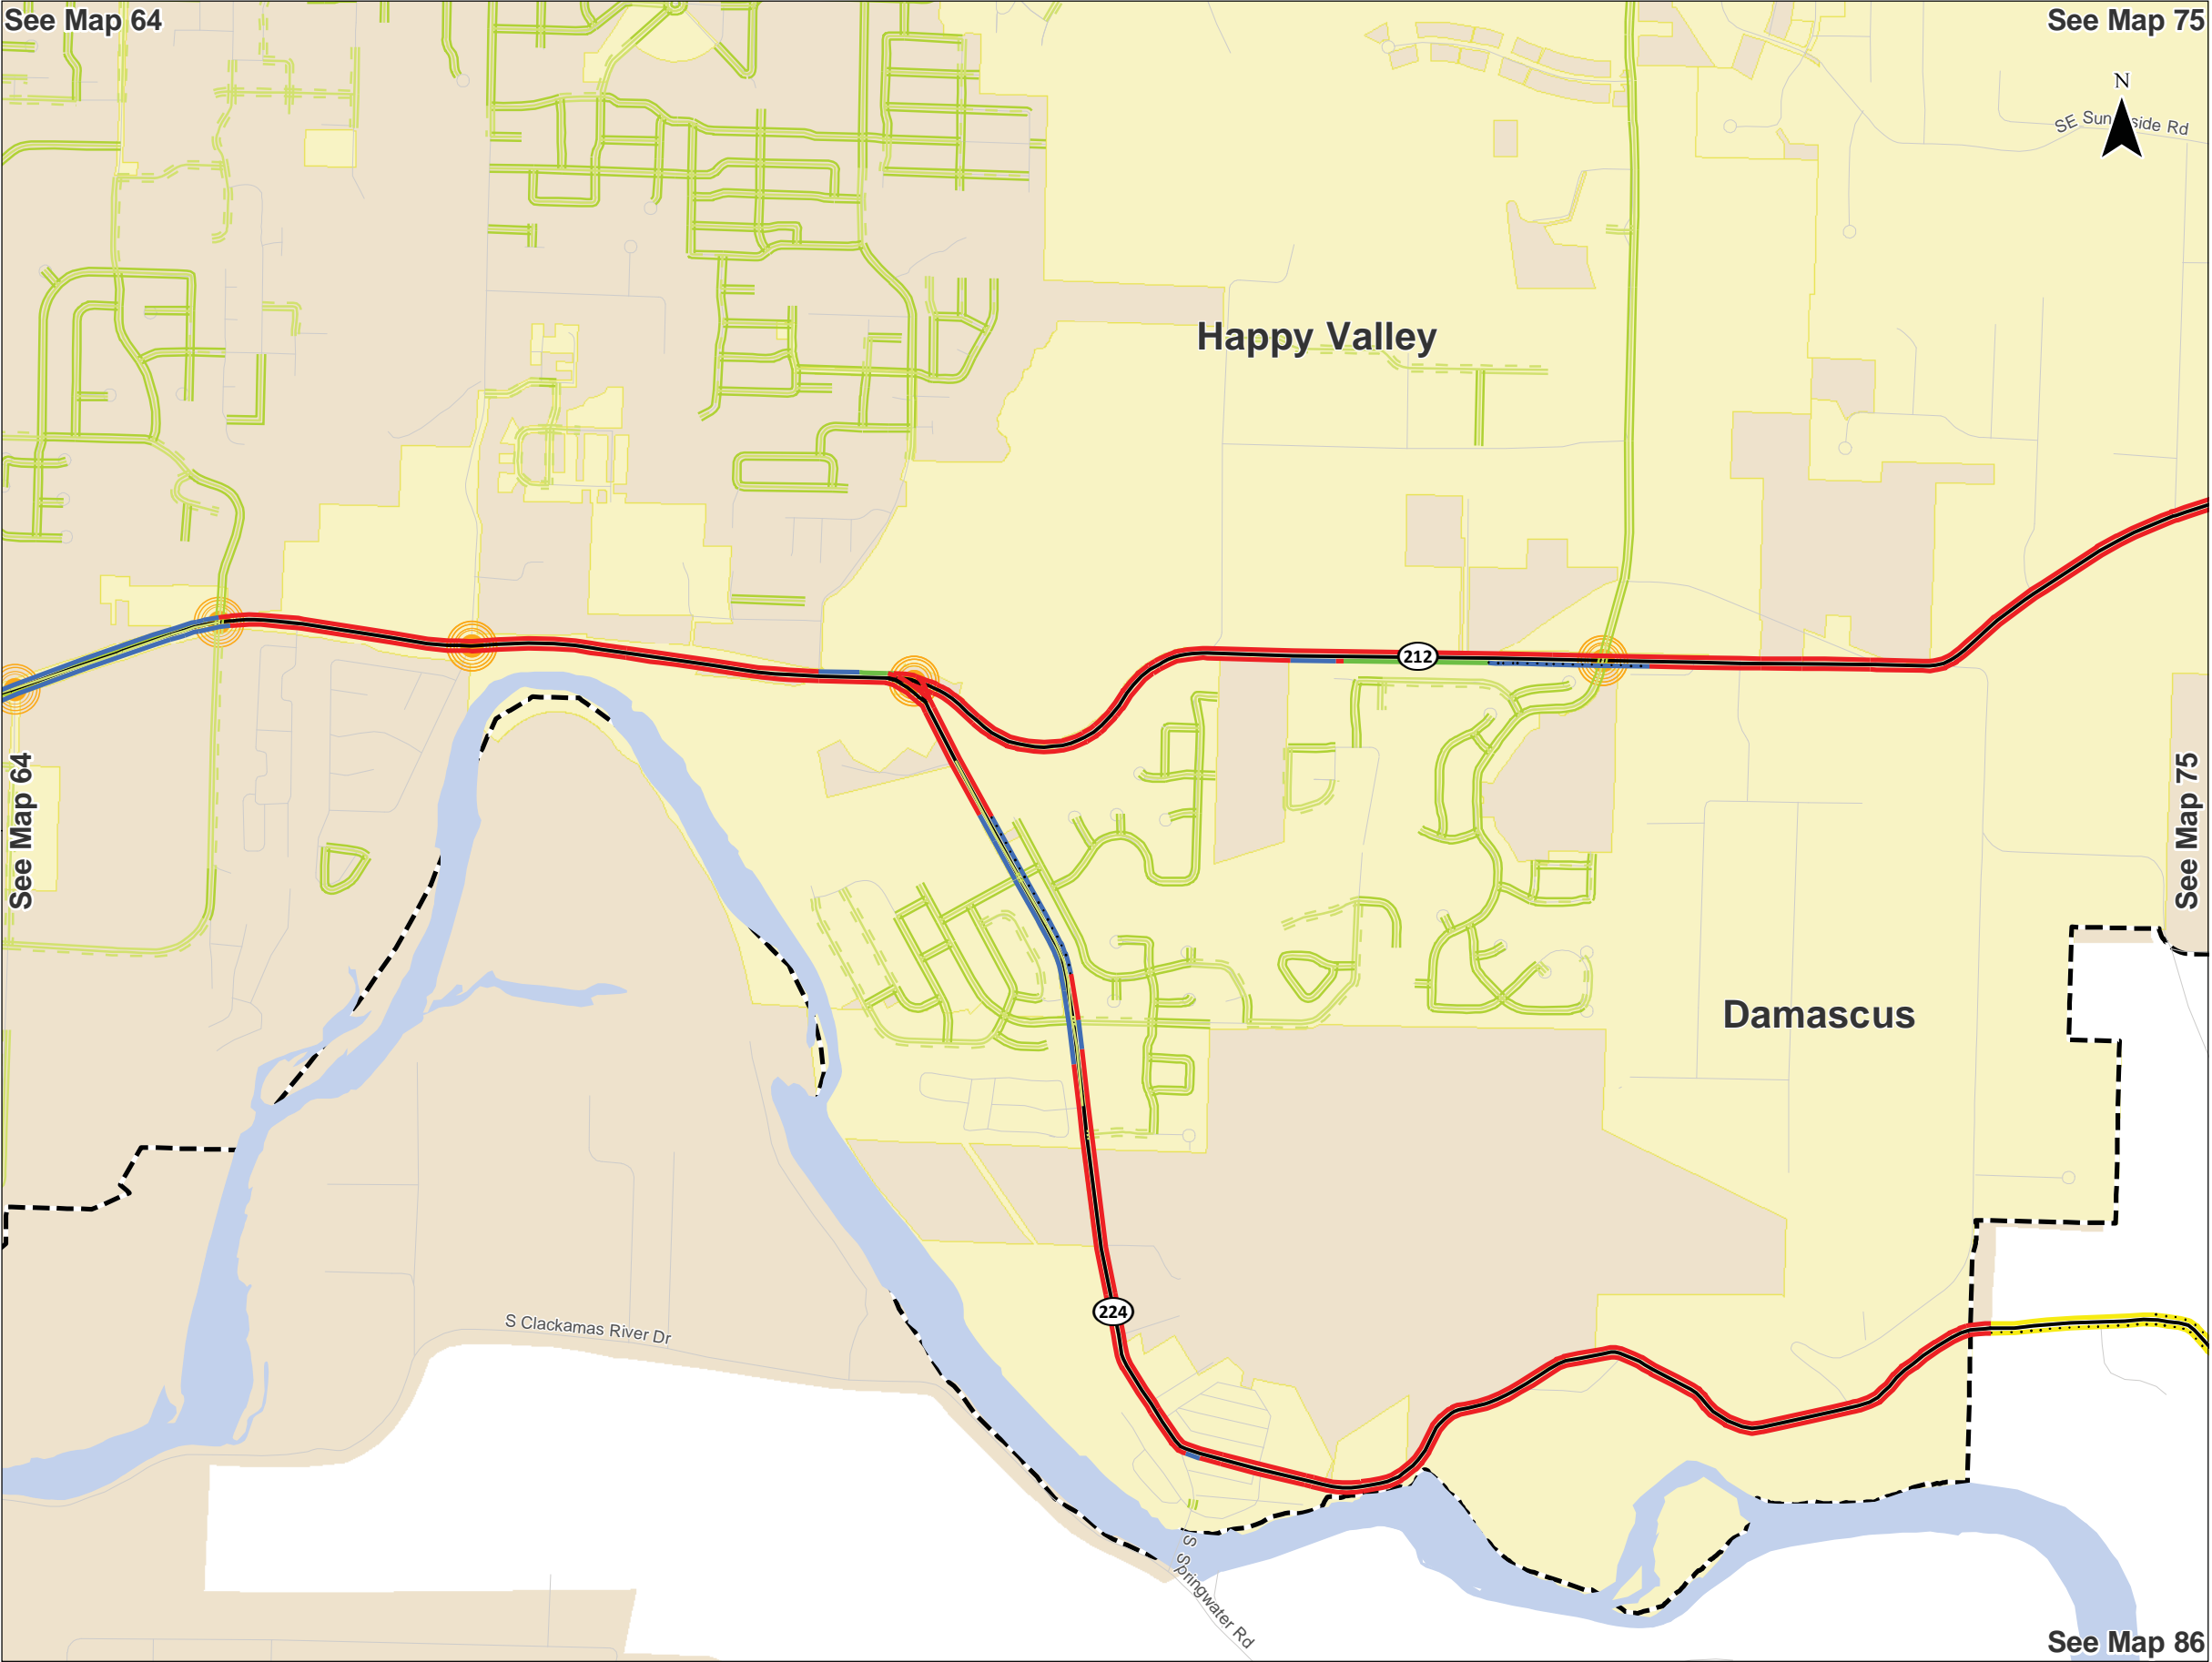 See Map 64
See Map 75
N
SE Sunnyside Rd
Happy Valley
212
See Map 64
See Map 75
Damascus
224
S Clackamas River Dr
S Springwater Rd
See Map 86